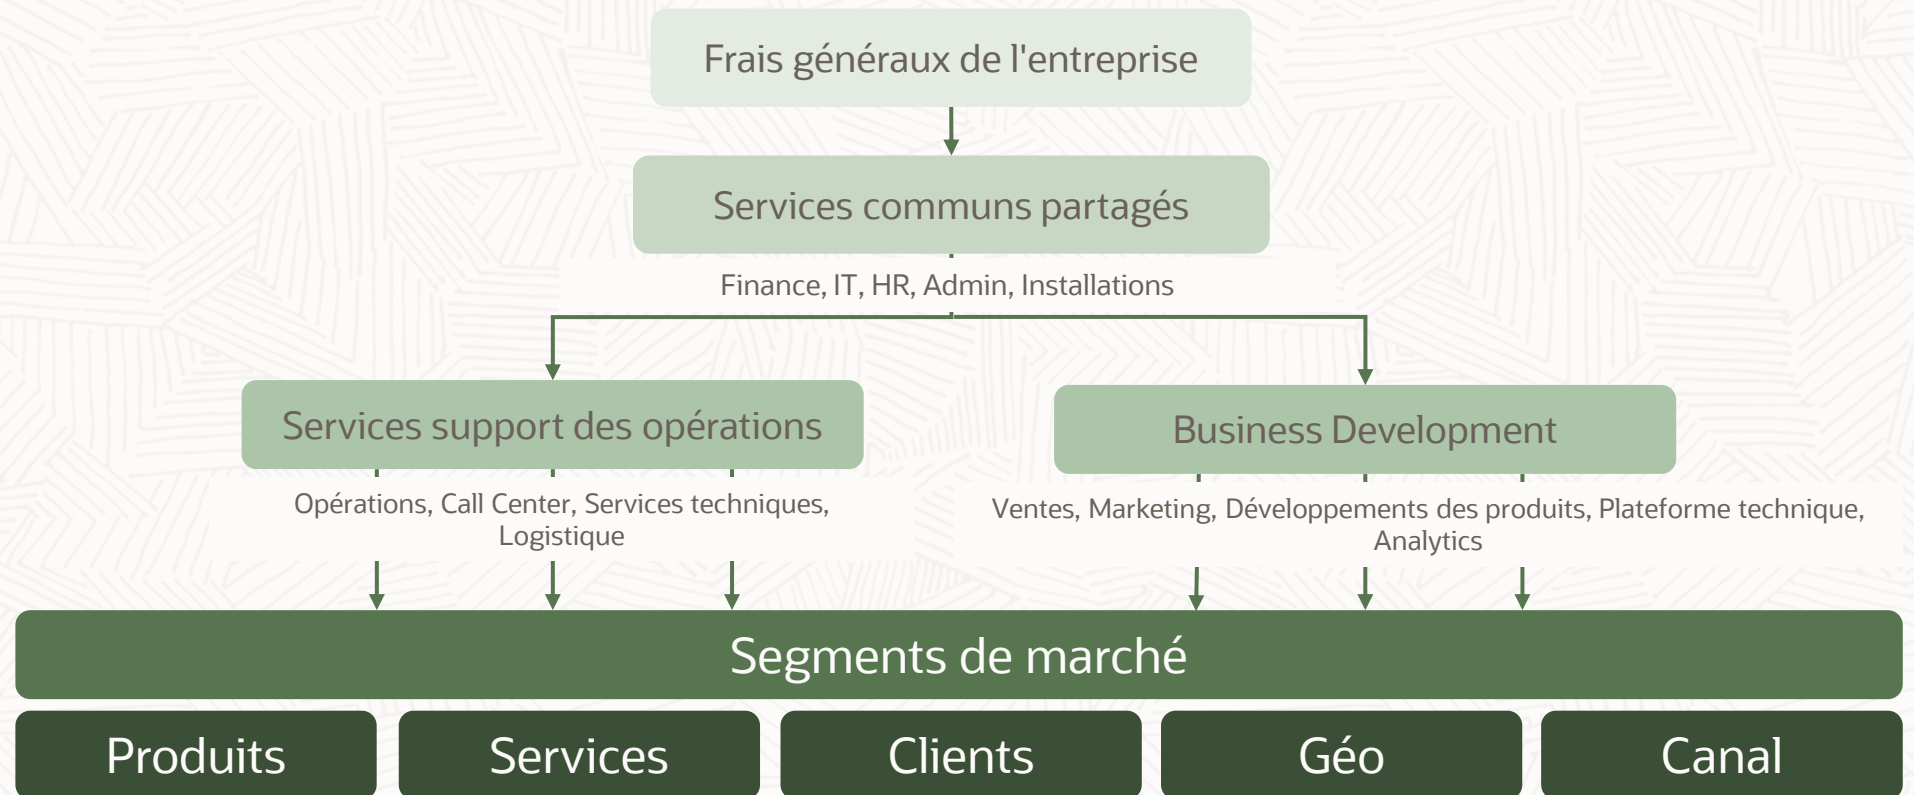 Frais généraux de l'entreprise
Services communs partagés
Finance, IT, HR, Admin, Installations
Services support des opérations
Business Development
Opérations, Call Center, Services techniques,
Logistique
Ventes, Marketing, Développements des produits, Plateforme technique,
Analytics
Segments de marché
Produits
Services
Clients
Géo
Canal